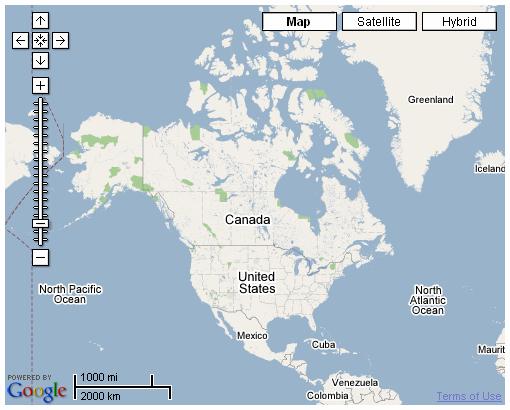 Map Satellite Hybrid
Greenland
Iceland
Canada
United
States
North Pacific
Ocean
North
Atlantic
Ocean
Mexico
Cuba
Maurit
Venezuela
Colombia
POWERED BY
Google
1000 mi
2000 km
Terms of Use